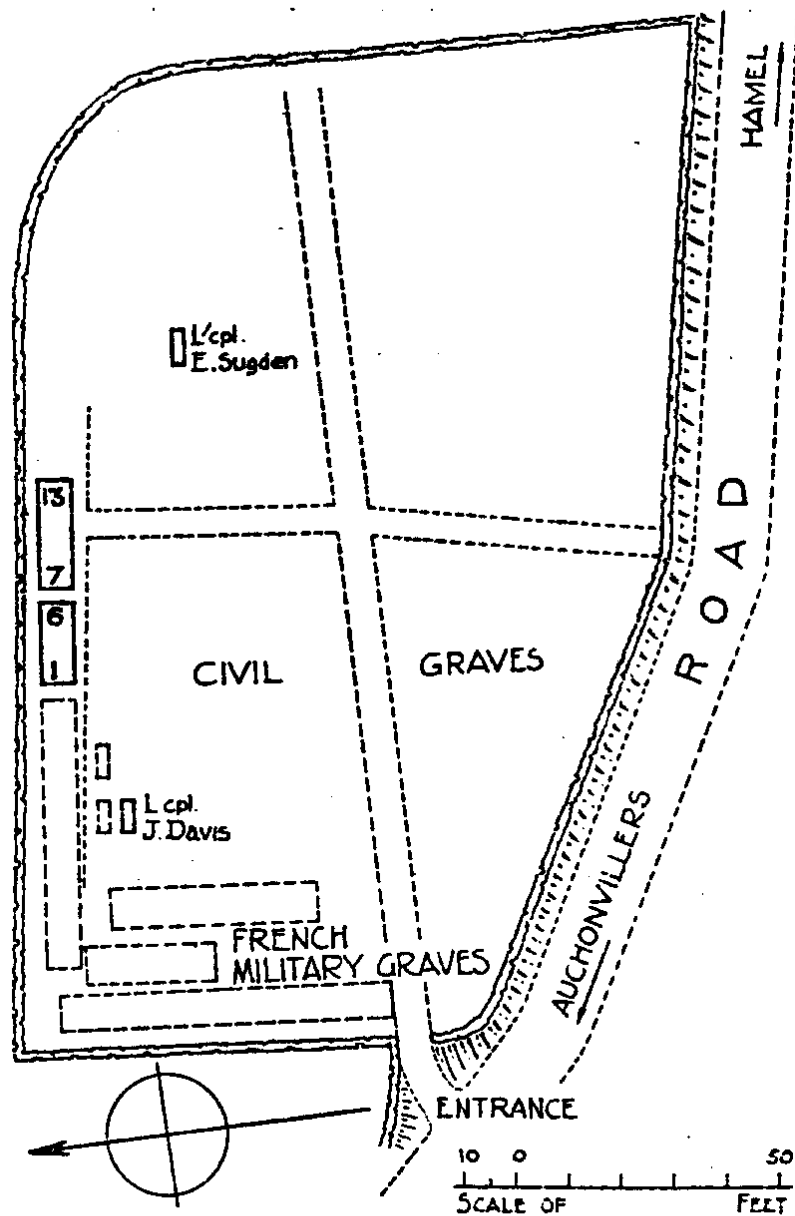 HAMEL
L'cpl.
E. Sugden
13
7
6
1
ROAD
CIVIL GRAVES
L cpl.
J. Davis
AUCHONVILLERS
FRENCH
MILITARY GRAVES
ENTRANCE
10 0 50
SCALE OF FEET